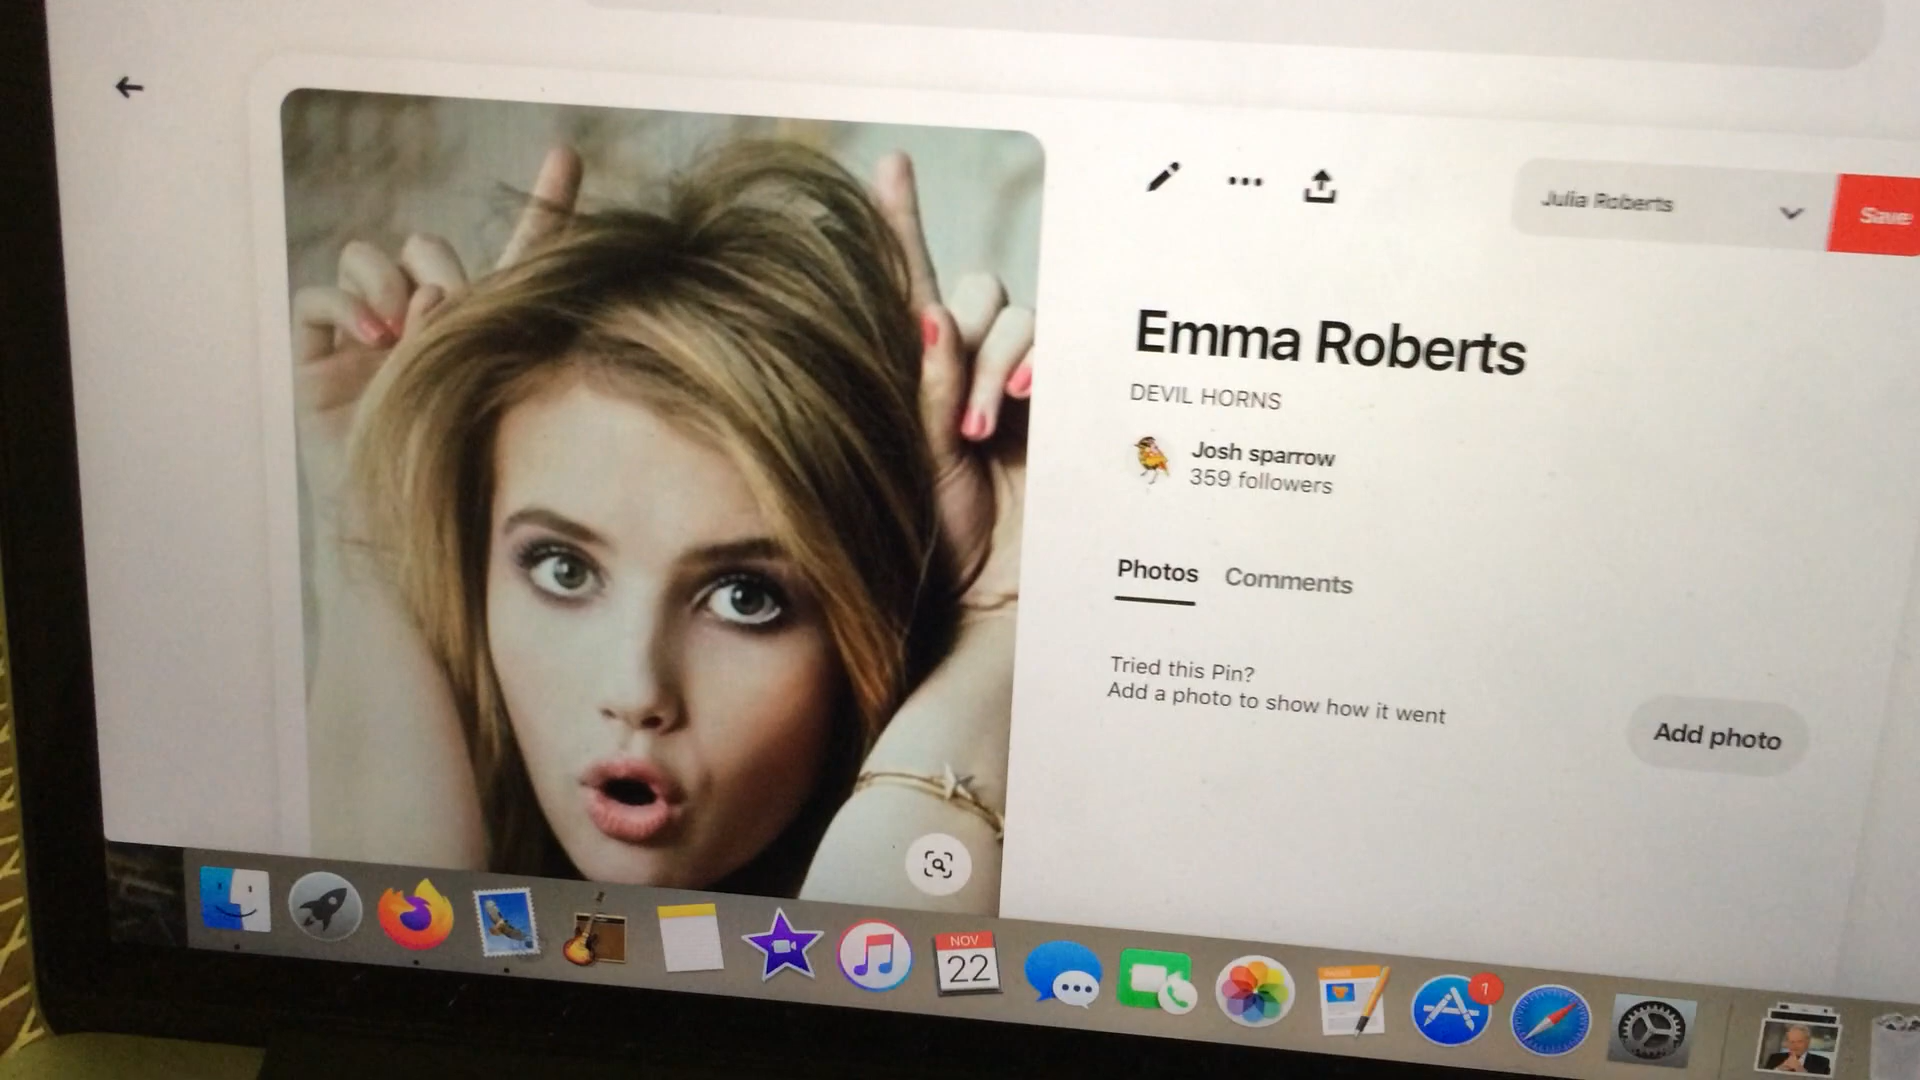 Julia Roberts
Save
Emma Roberts
DEVIL HORNS
Josh sparrow
359 followers
Photos Comments
Tried this Pin?
Add a photo to show how it went
Add photo
NOV
22
1